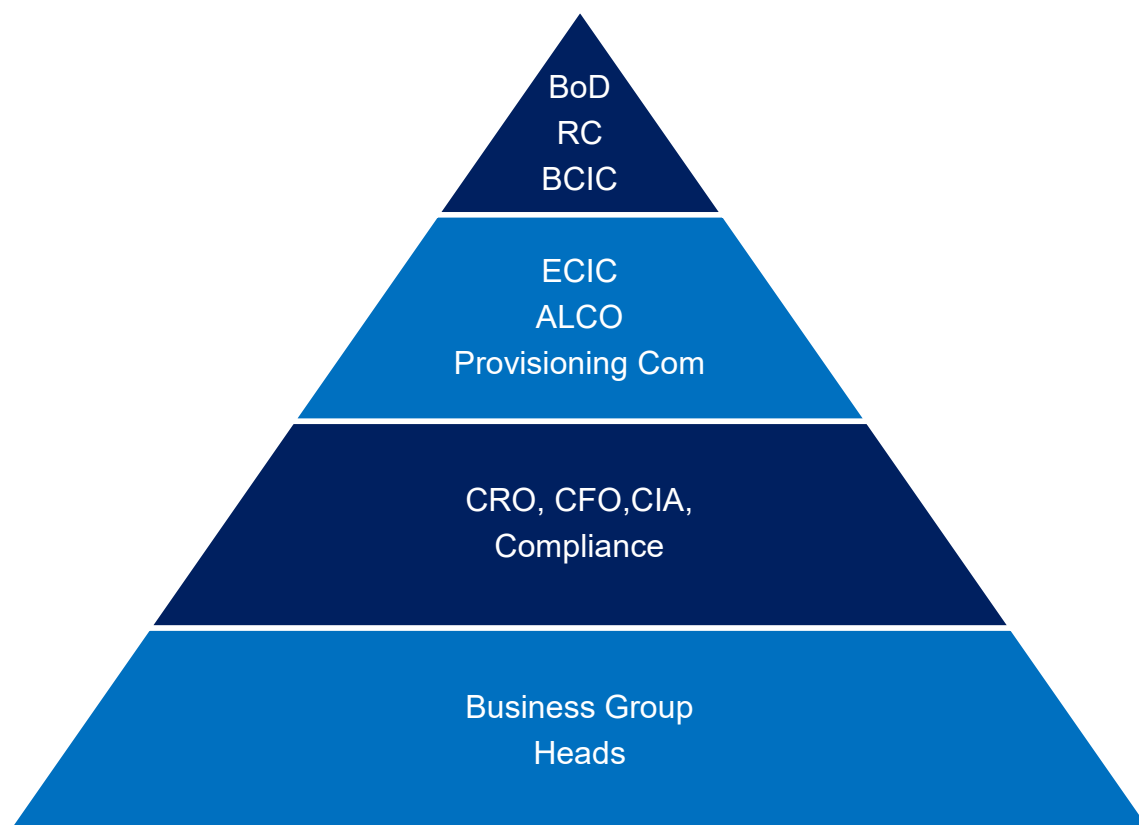 BoD
RC
BCIC
ECIC
ALCO
Provisioning Com
CRO, CFO,CIA,
Compliance
Business Group
Heads